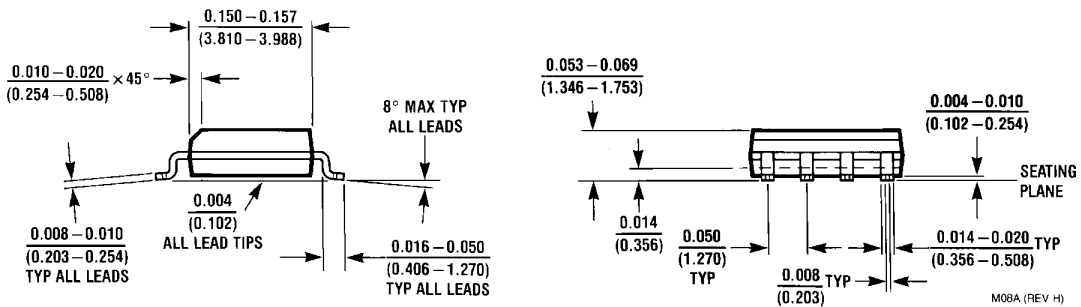 0.150 – 0.157
(3.810 – 3.988)
0.010 – 0.020
(0.254 – 0.508)
× 45°
8° MAX TYP
ALL LEADS
0.004
(0.102)
ALL LEAD TIPS
0.008 – 0.010
(0.203 – 0.254)
TYP ALL LEADS
0.016 – 0.050
(0.406 – 1.270)
TYP ALL LEADS
0.053 – 0.069
(1.346 – 1.753)
0.004 – 0.010
(0.102 – 0.254)
SEATING
PLANE
0.014
(0.356)
0.050
(1.270)
TYP
0.014 – 0.020 TYP
(0.356 – 0.508)
0.008 TYP
(0.203)
M08A (REV H)